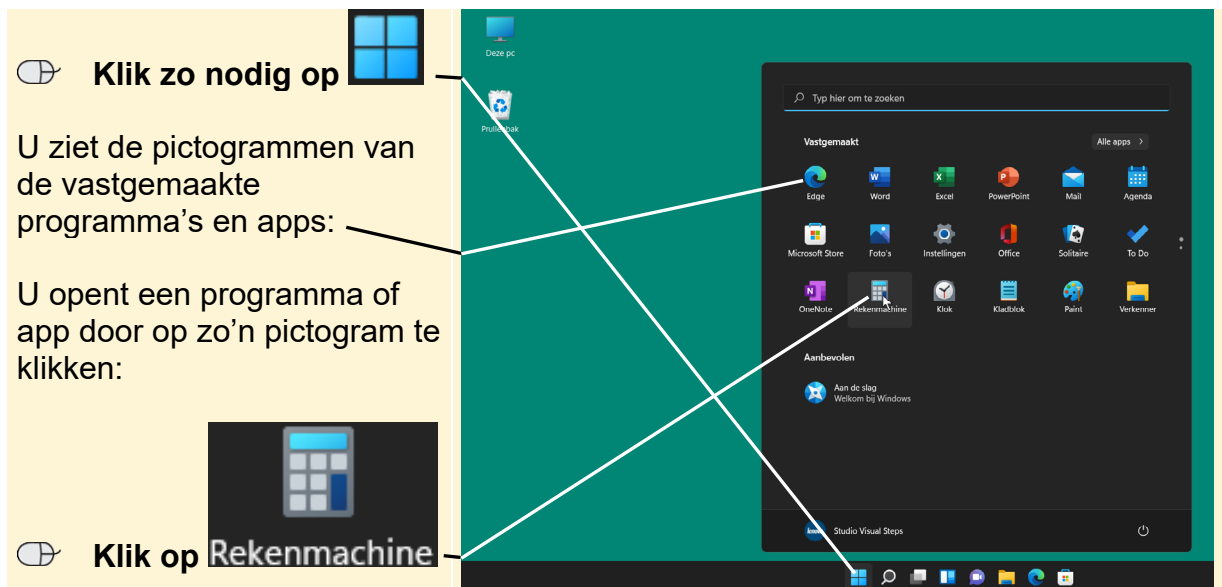 Klik zo nodig op
U ziet de pictogrammen van
de vastgemaakte
programma's en apps:
U opent een programma of
app door op zo'n pictogram te
klikken:
Rekenmachine
Klik op
Deze pc
Prullenbak
Typ hier om te zoeken
Vastgemaakt
Alle apps >
Edge Word Excel PowerPoint Mail Agenda
Microsoft Store Foto's Instellingen Office Solitaire To Do
OneNote Rekenmachine Klok Kladblok Paint Verkenner
Aanbevolen
Aan de slag
Welkom bij Windows
Studio Visual Steps